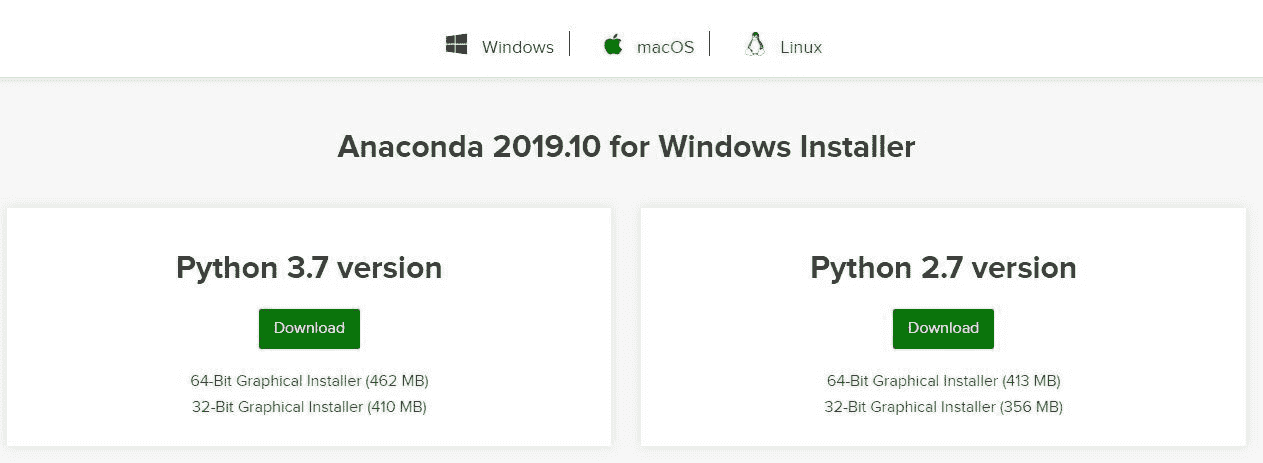 Windows
macOS
Linux
Anaconda 2019.10 for Windows Installer
Python 3.7 version
Download
64-Bit Graphical Installer (462 MB)
32-Bit Graphical Installer (410 MB)
Python 2.7 version
Download
64-Bit Graphical Installer (413 MB)
32-Bit Graphical Installer (356 MB)